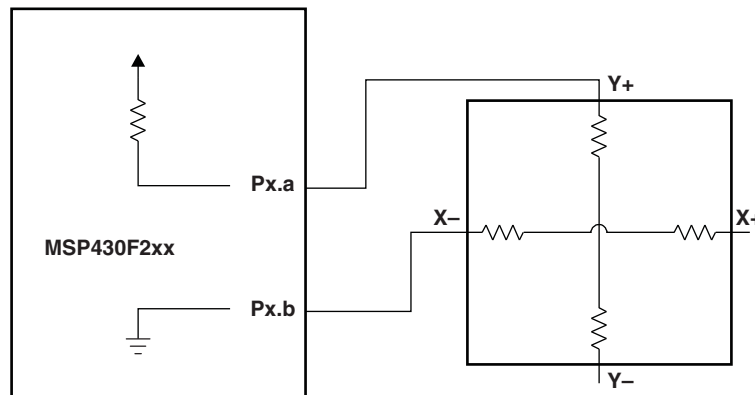 Y+
Px.a
X–
X-
MSP430F2xx
Px.b
Y–